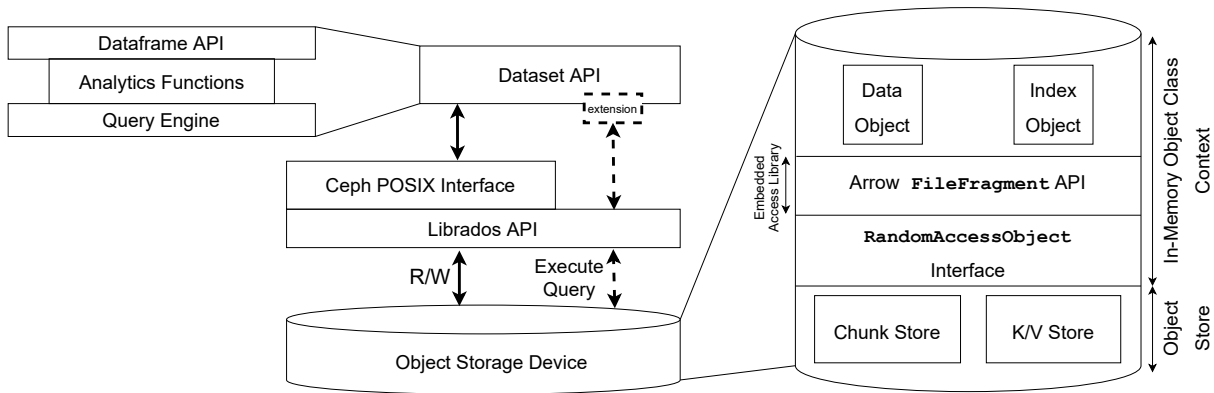 Dataframe API
Analytics Functions
Query Engine
Dataset API
extension
Ceph POSIX Interface
Librados API
R/W
Execute
Query
Object Storage Device
Data
Object
Index
Object
Embedded
Access Library
Arrow FileFragment API
RandomAccessObject
Interface
Chunk Store
K/V Store
In-Memory Object Class
Context
Object
Store